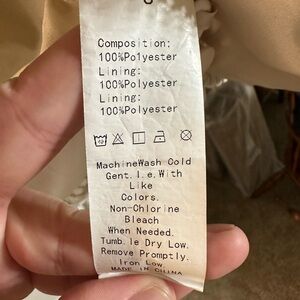 Composition:
100%Polyester
Lining:
100%Polyester
Lining:
100%Polyester
MachineWash Cold
Gent.l.e.With
Like
Colors.
Non-Chlorine
Bleach
When Needed.
Tumb.le Dry Low.
Remove Promptly.
Iron Low.
MADE IN CHINA